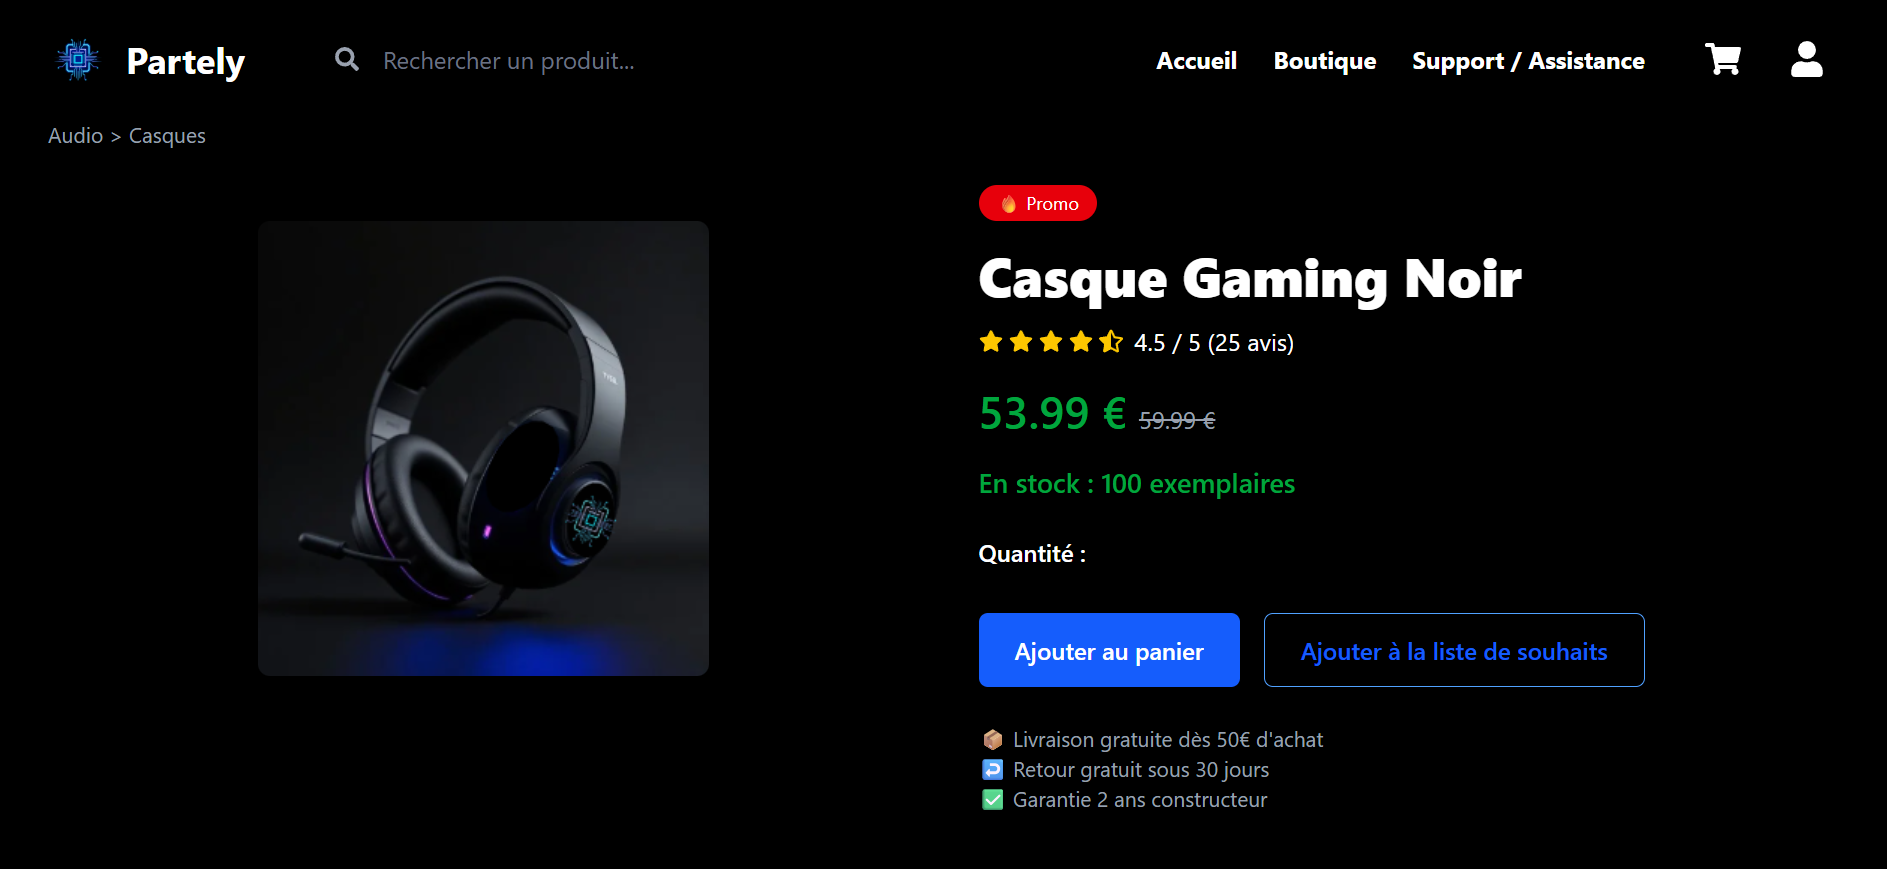 Partely
Rechercher un produit...
Accueil
Boutique
Support / Assistance
Audio > Casques
🔥 Promo
Casque Gaming Noir
4.5 / 5 (25 avis)
53.99 € 59.99 €
En stock : 100 exemplaires
Quantité :
Ajouter au panier
Ajouter à la liste de souhaits
📦 Livraison gratuite dès 50€ d'achat
↩️ Retour gratuit sous 30 jours
✅ Garantie 2 ans constructeur